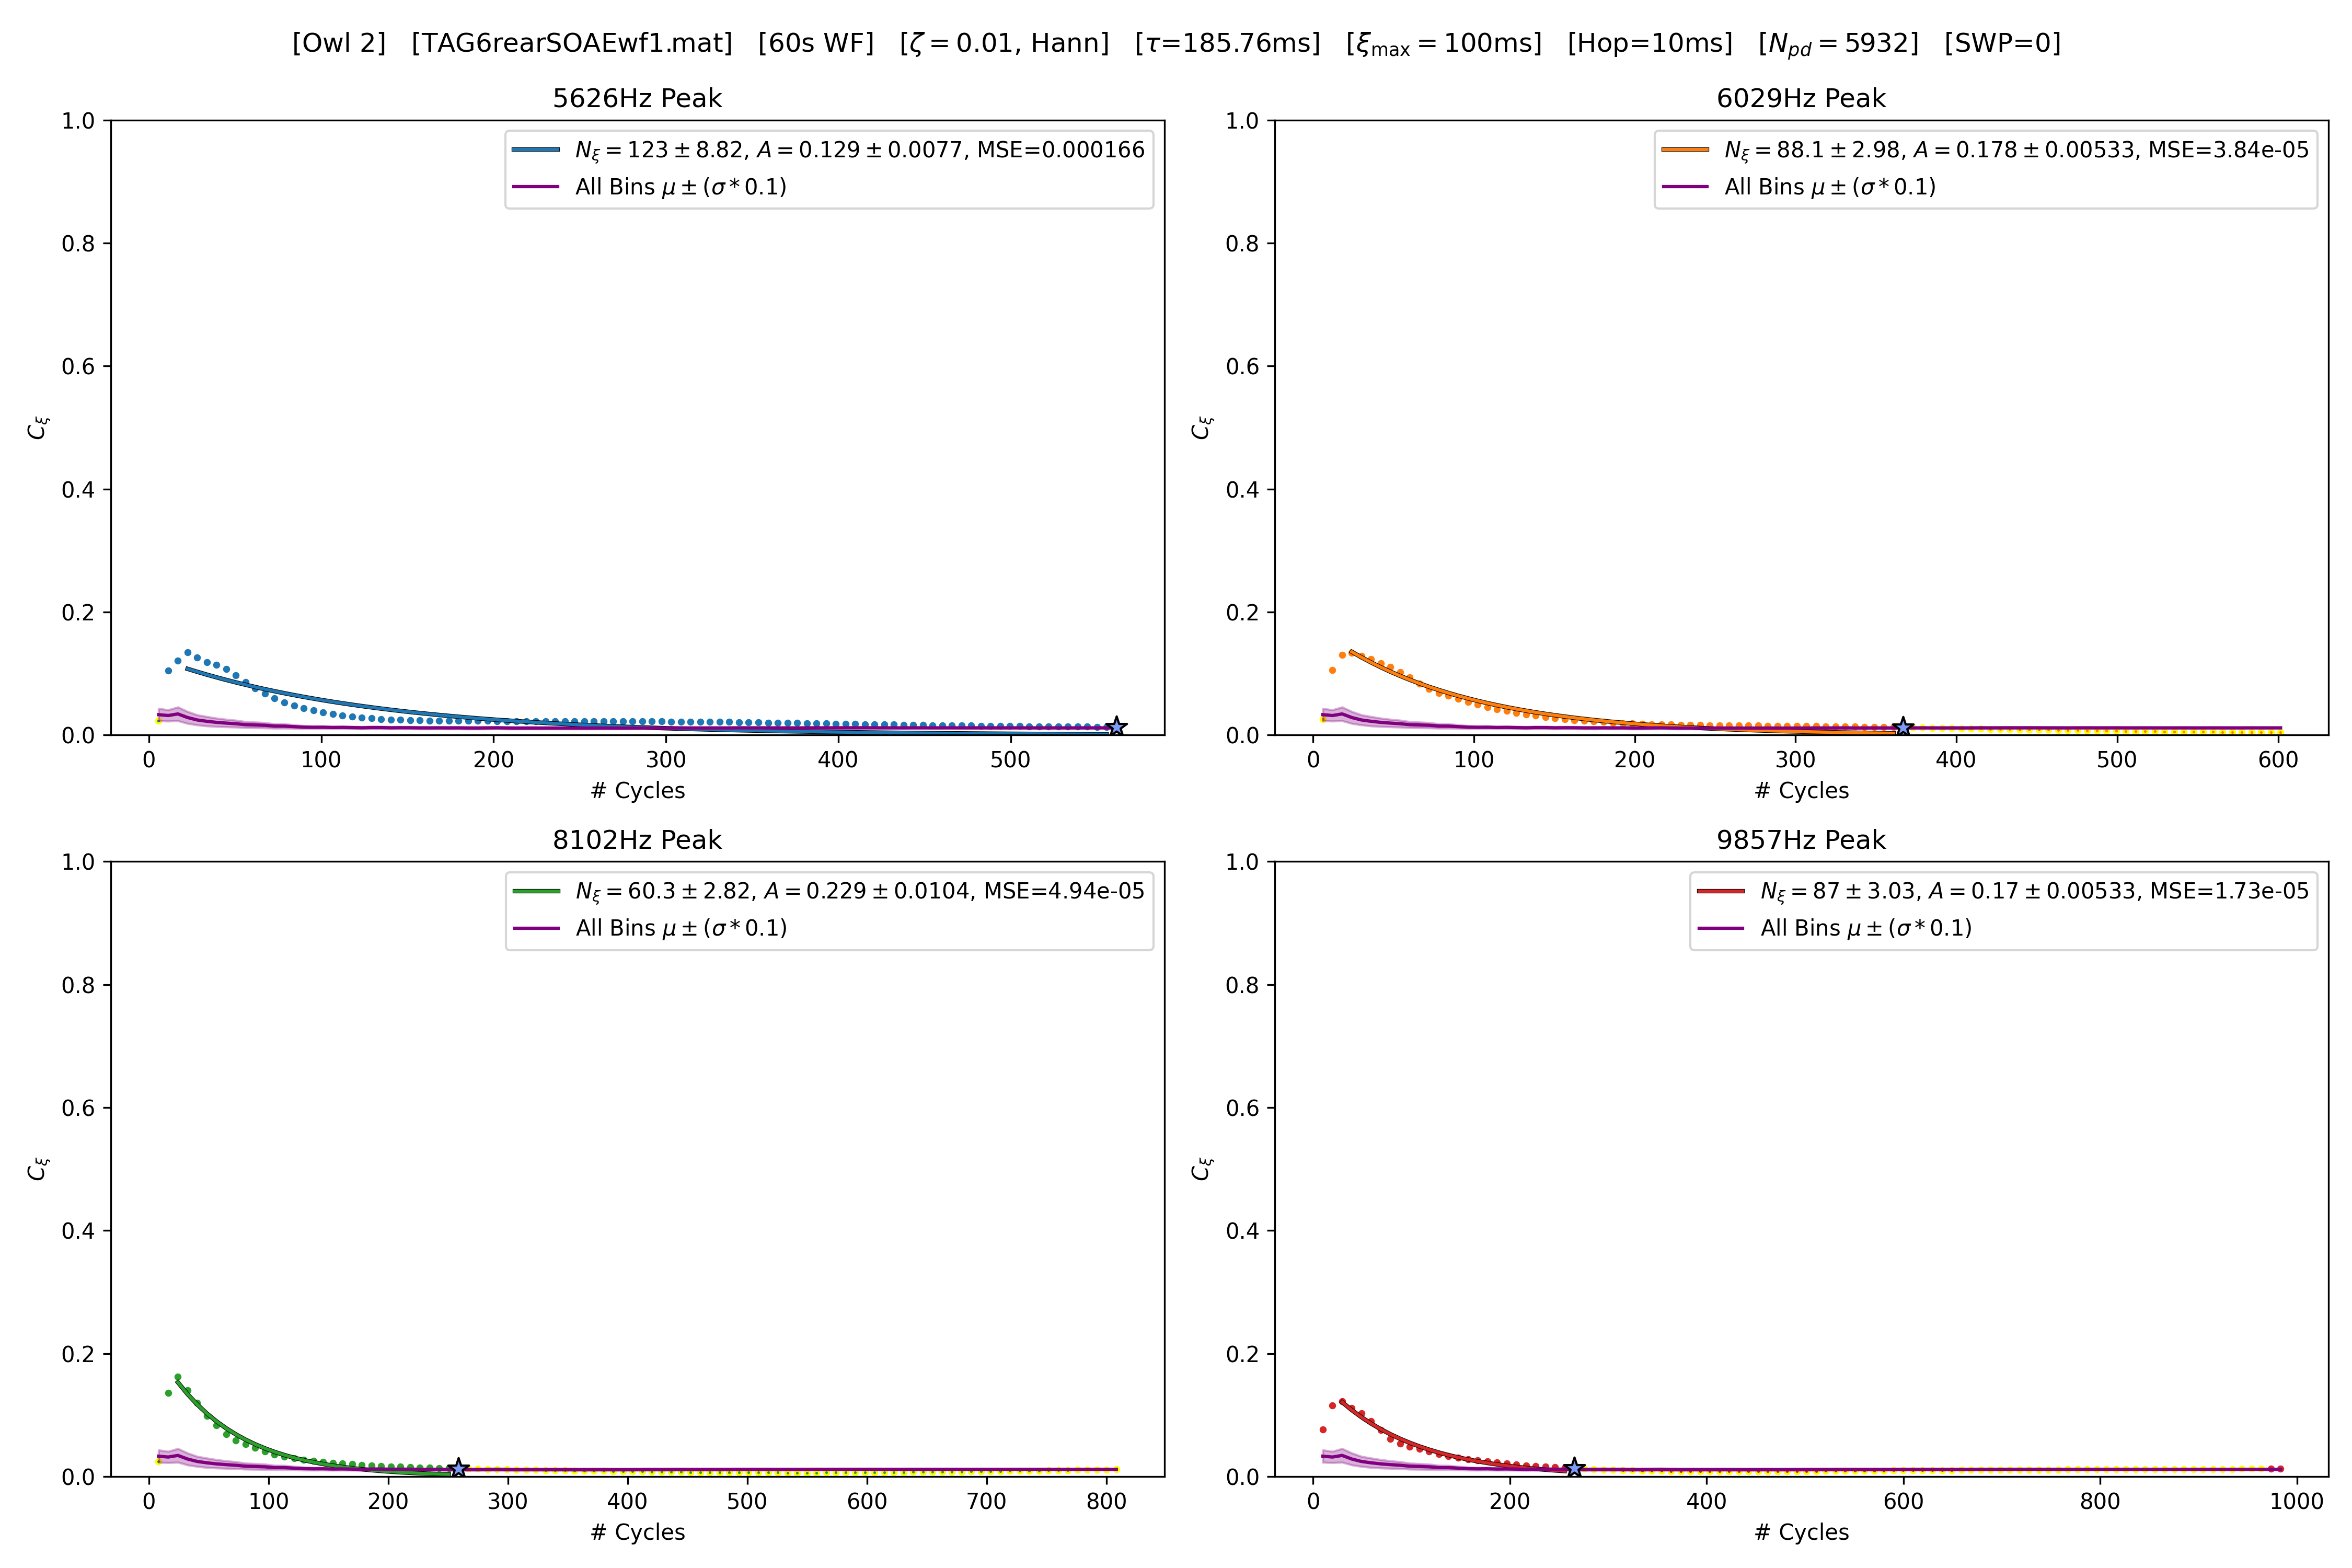 [Owl 2] [TAG6rearSOAEwf1.mat] [60s WF] [ζ = 0.01, Hann] [τ=185.76ms] [ξmax = 100ms] [Hop=10ms] [Npd = 5932] [SWP=0]
5626Hz Peak
Nξ = 123 ± 8.82, A = 0.129 ± 0.0077, MSE=0.000166
All Bins μ ± (σ * 0.1)
1.0
0.8
0.6
0.4
0.2
0.0
Cξ
0 100 200 300 400 500
# Cycles
6029Hz Peak
Nξ = 88.1 ± 2.98, A = 0.178 ± 0.00533, MSE=3.84e-05
All Bins μ ± (σ * 0.1)
1.0
0.8
0.6
0.4
0.2
0.0
Cξ
0 100 200 300 400 500 600
# Cycles
8102Hz Peak
Nξ = 60.3 ± 2.82, A = 0.229 ± 0.0104, MSE=4.94e-05
All Bins μ ± (σ * 0.1)
1.0
0.8
0.6
0.4
0.2
0.0
Cξ
0 100 200 300 400 500 600 700 800
# Cycles
9857Hz Peak
Nξ = 87 ± 3.03, A = 0.17 ± 0.00533, MSE=1.73e-05
All Bins μ ± (σ * 0.1)
1.0
0.8
0.6
0.4
0.2
0.0
Cξ
0 200 400 600 800 1000
# Cycles